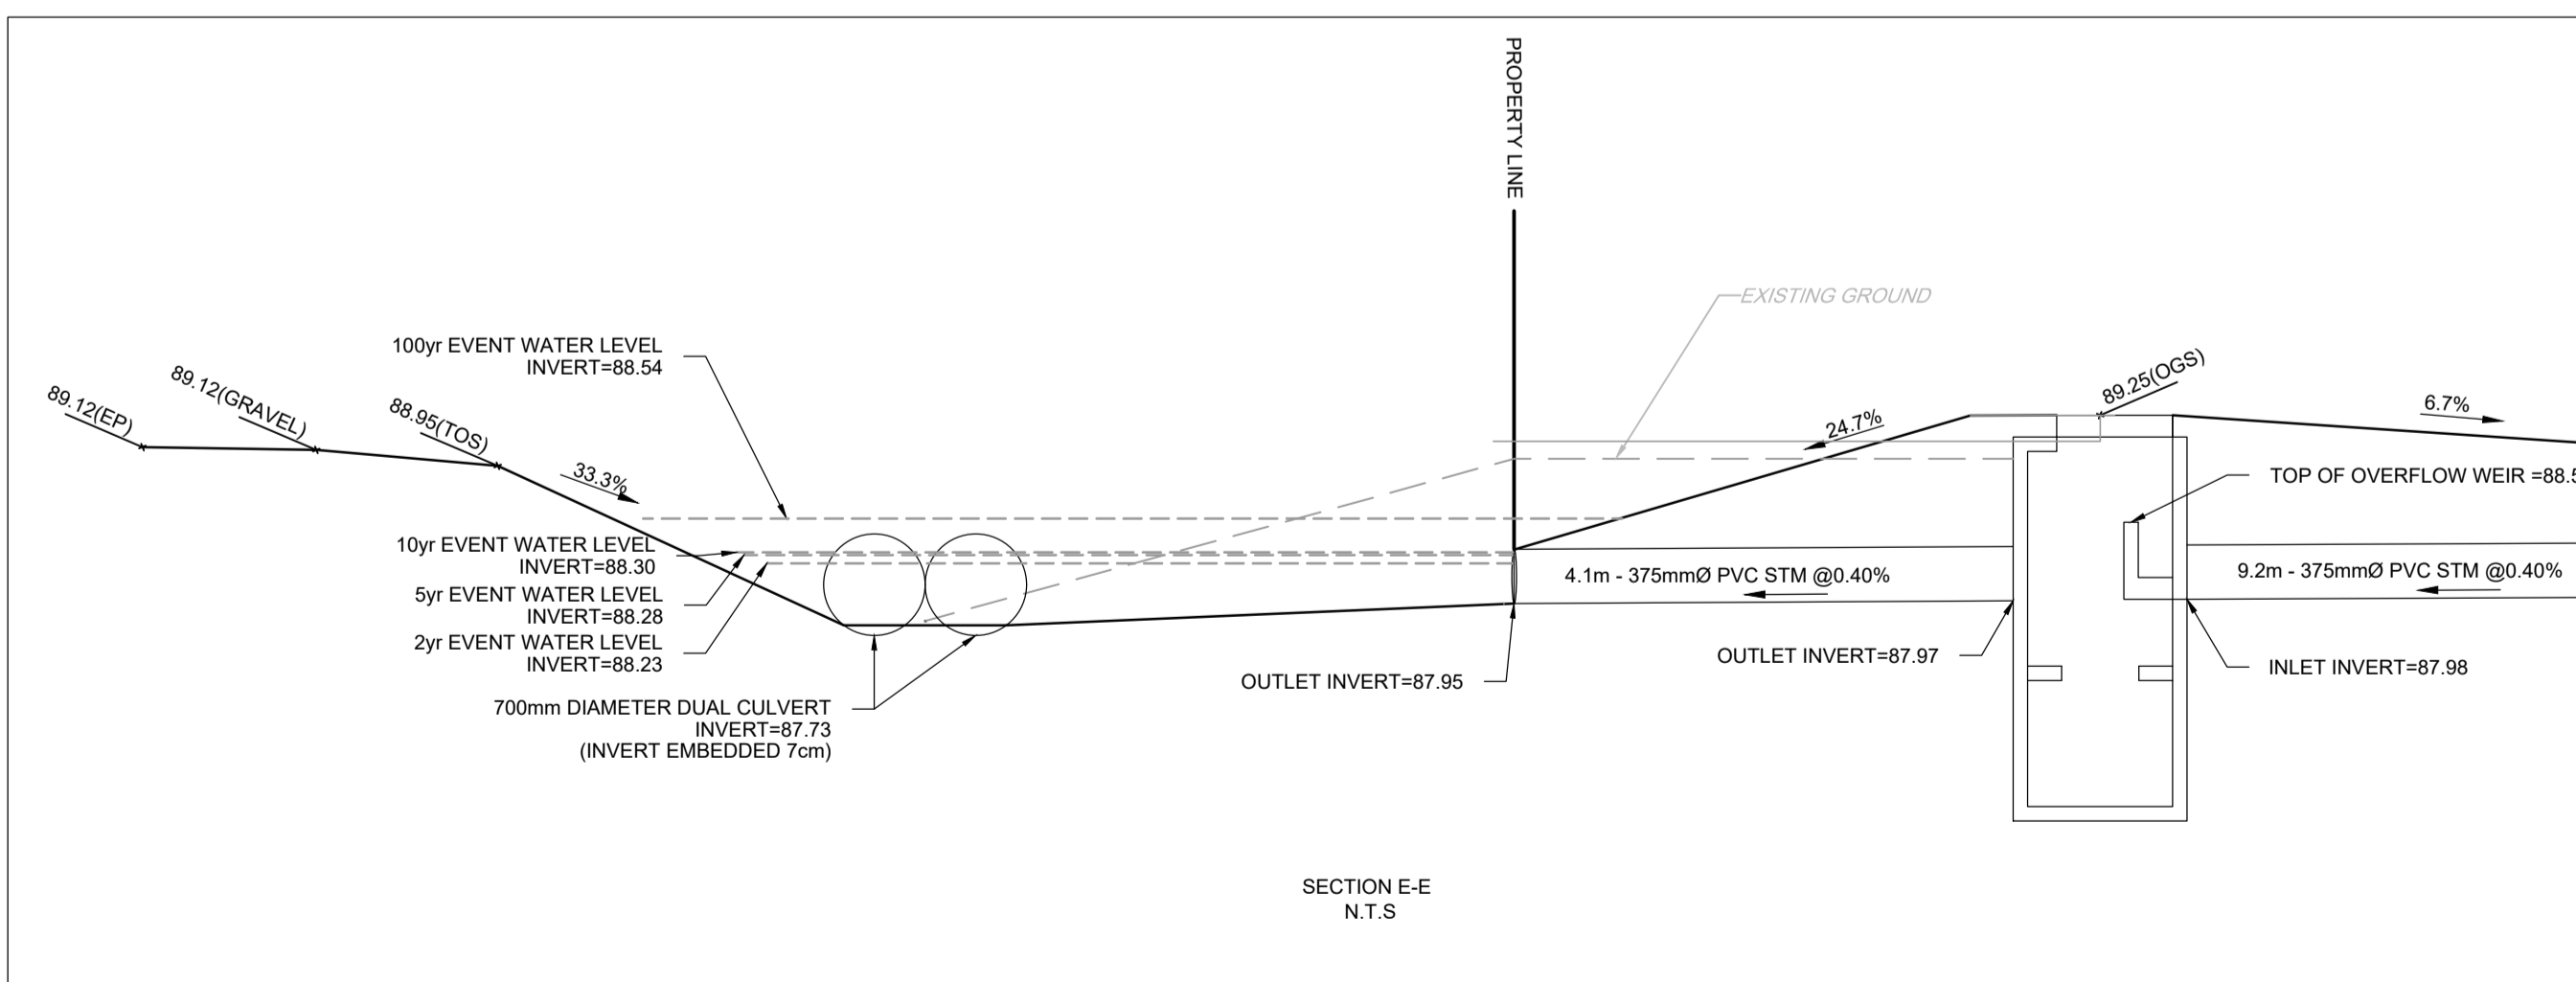 PROPERTY LINE
EXISTING GROUND
100yr EVENT WATER LEVEL
INVERT=88.54
89.12(EP)
89.12(GRAVEL)
88.95(TOS)
33.3%
24.7%
89.25(OGS)
6.7%
TOP OF OVERFLOW WEIR =88.5
10yr EVENT WATER LEVEL
INVERT=88.30
5yr EVENT WATER LEVEL
INVERT=88.28
2yr EVENT WATER LEVEL
INVERT=88.23
4.1m - 375mmØ PVC STM @0.40%
9.2m - 375mmØ PVC STM @0.40%
OUTLET INVERT=87.95
OUTLET INVERT=87.97
INLET INVERT=87.98
700mm DIAMETER DUAL CULVERT
INVERT=87.73
(INVERT EMBEDDED 7cm)
SECTION E-E
N.T.S